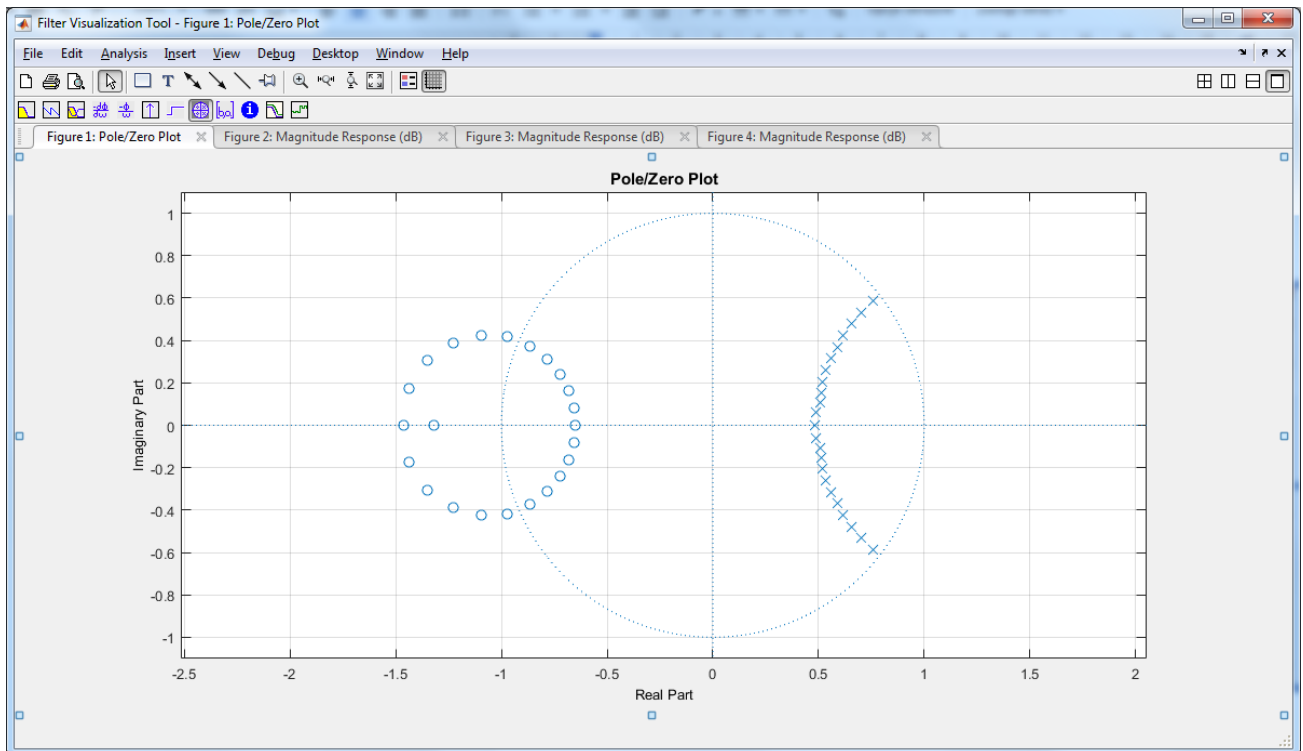 Filter Visualization Tool - Figure 1: Pole/Zero Plot
File Edit Analysis Insert View Debug Desktop Window Help
Figure 1: Pole/Zero Plot Figure 2: Magnitude Response (dB) Figure 3: Magnitude Response (dB) Figure 4: Magnitude Response (dB)
Pole/Zero Plot
1
0.8
0.6
0.4
0.2
0
-0.2
-0.4
-0.6
-0.8
-1
Imaginary Part
-2.5 -2 -1.5 -1 -0.5 0 0.5 1 1.5 2
Real Part